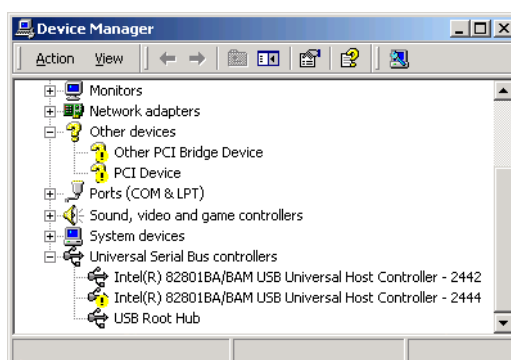 Device Manager
Action View
Monitors
Network adapters
Other devices
Other PCI Bridge Device
PCI Device
Ports (COM & LPT)
Sound, video and game controllers
System devices
Universal Serial Bus controllers
Intel(R) 82801BA/BAM USB Universal Host Controller - 2442
Intel(R) 82801BA/BAM USB Universal Host Controller - 2444
USB Root Hub